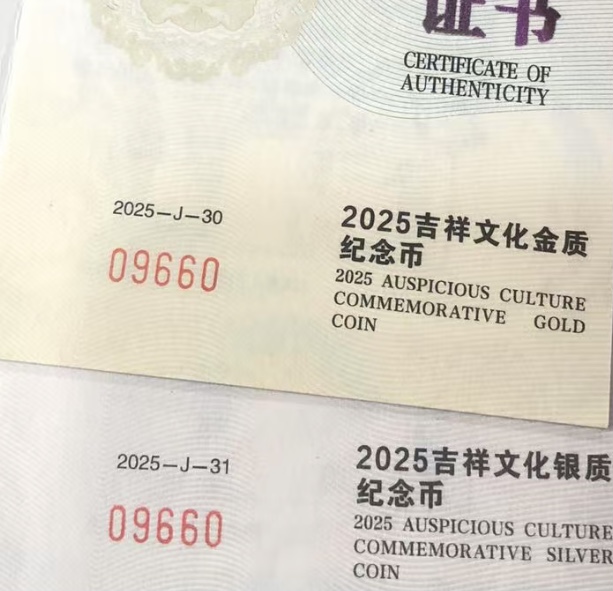 证书
CERTIFICATE OF
AUTHENTICITY
2025-J-30
09660
2025吉祥文化金质
纪念币
2025 AUSPICIOUS CULTURE
COMMEMORATIVE GOLD
COIN
2025-J-31
09660
2025吉祥文化银质
纪念币
2025 AUSPICIOUS CULTURE
COMMEMORATIVE SILVER
COIN